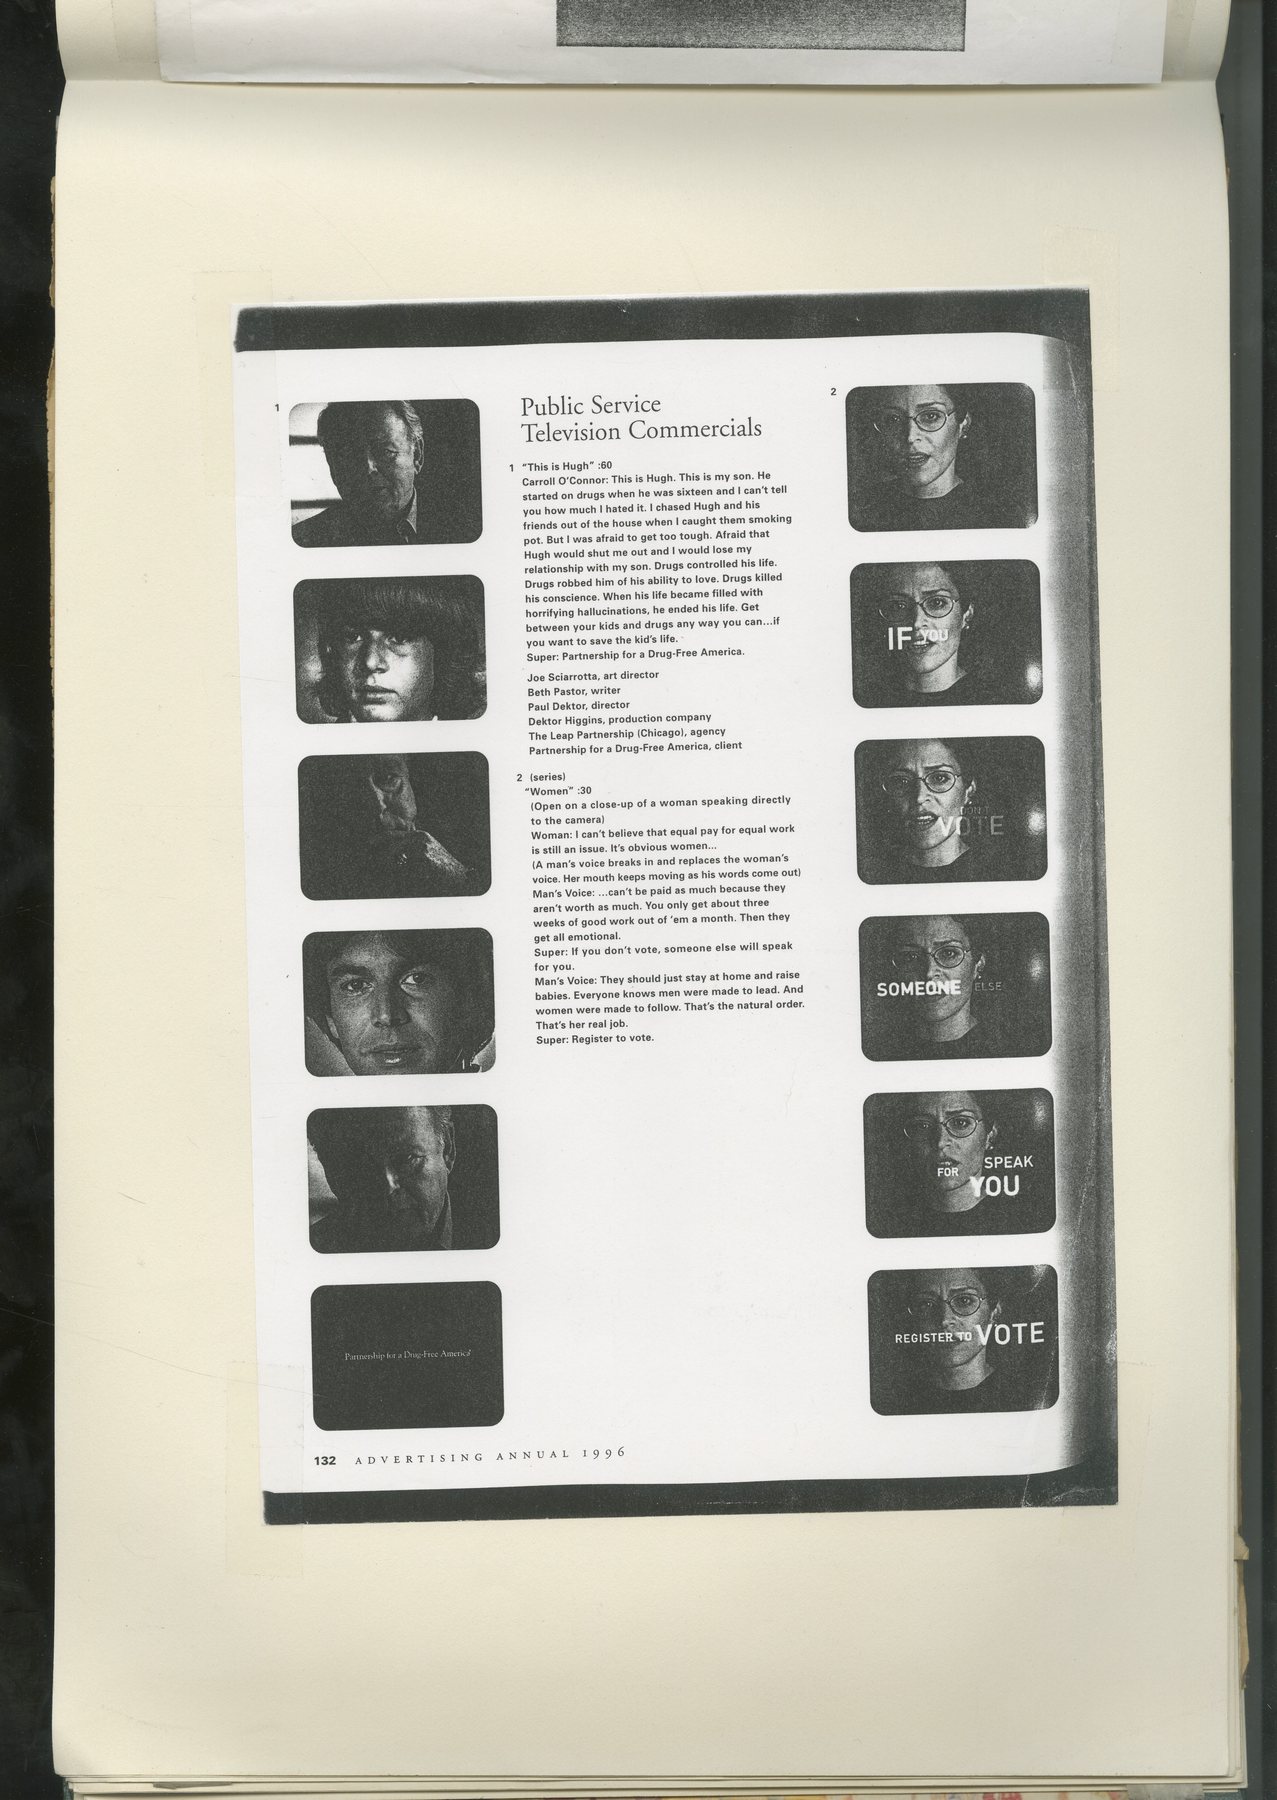 1
Public Service
Television Commercials
1 “This is Hugh” :60
Carroll O’Connor: This is Hugh. This is my son. He
started on drugs when he was sixteen and I can’t tell
you how much I hated it. I chased Hugh and his
friends out of the house when I caught them smoking
pot. But I was afraid to get too tough. Afraid that
Hugh would shut me out and I would lose my
relationship with my son. Drugs controlled his life.
Drugs robbed him of his ability to love. Drugs killed
his conscience. When his life became filled with
horrifying hallucinations, he ended his life. Get
between your kids and drugs any way you can...if
you want to save the kid’s life.
Super: Partnership for a Drug-Free America.
Joe Sciarrotta, art director
Beth Pastor, writer
Paul Dektor, director
Dektor Higgins, production company
The Leap Partnership (Chicago), agency
Partnership for a Drug-Free America, client
2 (series)
“Women” :30
(Open on a close-up of a woman speaking directly
to the camera)
Woman: I can’t believe that equal pay for equal work
is still an issue. It’s obvious women...
(A man’s voice breaks in and replaces the woman’s
voice. Her mouth keeps moving as his words come out)
Man’s Voice: ...can’t be paid as much because they
aren’t worth as much. You only get about three
weeks of good work out of ’em a month. Then they
get all emotional.
Super: If you don’t vote, someone else will speak
for you.
Man’s Voice: They should just stay at home and raise
babies. Everyone knows men were made to lead. And
women were made to follow. That’s the natural order.
That’s her real job.
Super: Register to vote.
Partnership for a Drug-Free America
2
IF YOU
DON'T
VOTE
SOMEONE ELSE
SPEAK
FOR
YOU
REGISTER TO VOTE
132 ADVERTISING ANNUAL 1996